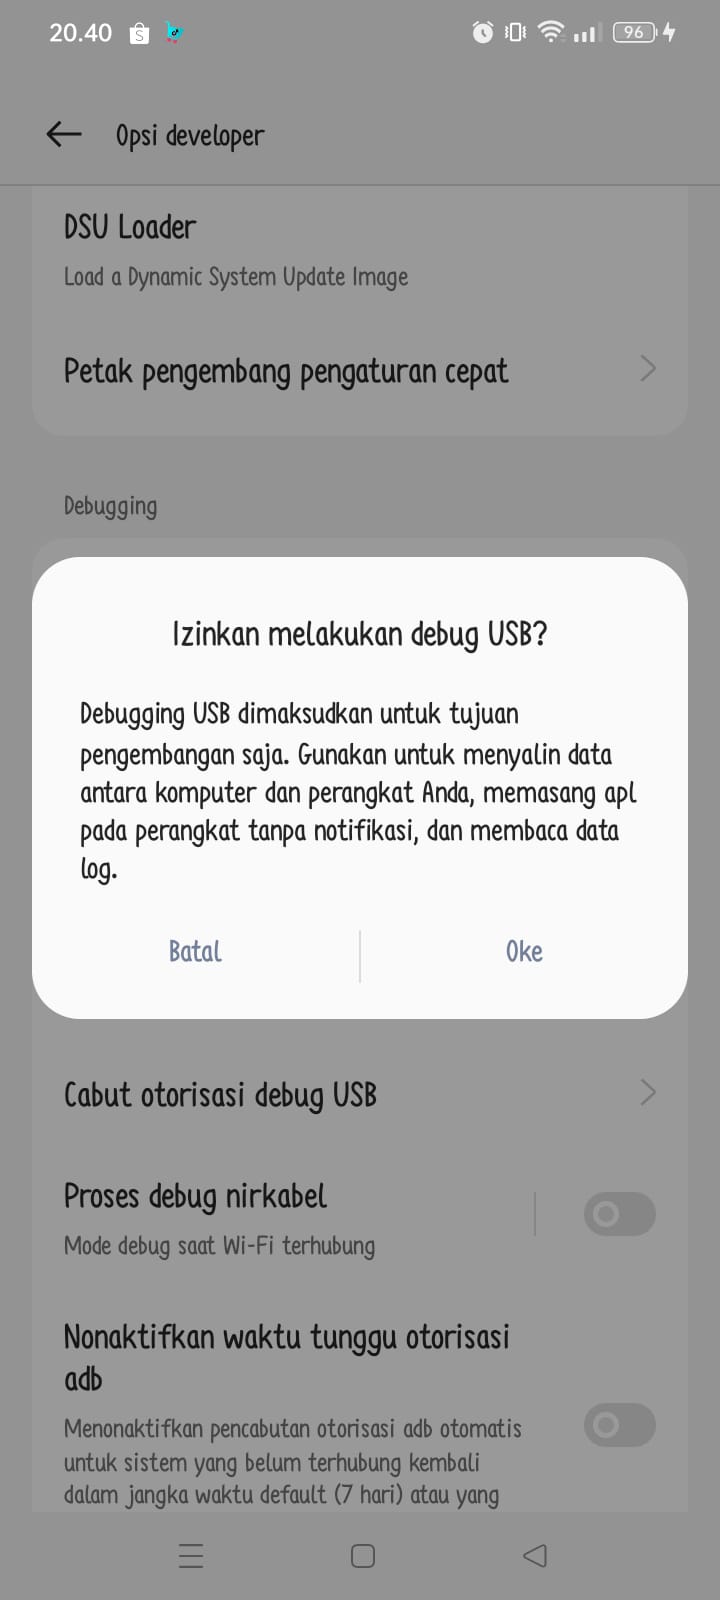 20.40
96
Opsi developer
DSU Loader
Load a Dynamic System Update Image
Petak pengembang pengaturan cepat
Debugging
Izinkan melakukan debug USB?
Debugging USB dimaksudkan untuk tujuan
pengembangan saja. Gunakan untuk menyalin data
antara komputer dan perangkat Anda, memasang apl
pada perangkat tanpa notifikasi, dan membaca data
log.
Batal
Oke
Cabut otorisasi debug USB
Proses debug nirkabel
Mode debug saat Wi-Fi terhubung
Nonaktifkan waktu tunggu otorisasi
adb
Menonaktifkan pencabutan otorisasi adb otomatis
untuk sistem yang belum terhubung kembali
dalam jangka waktu default (7 hari) atau yang